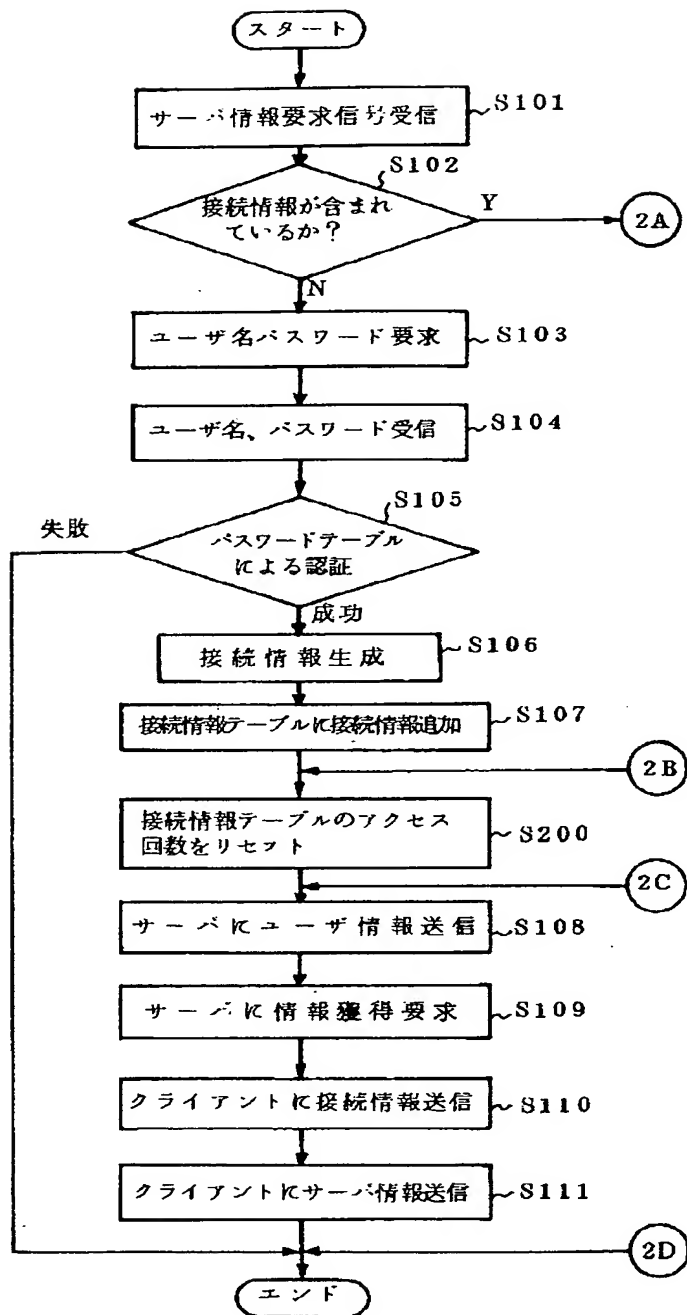 スタート
サーバ情報要求信号受信
S101
S102
接続情報が含まれ
ているか?
Y
2A
N
ユーザ名パスワード要求
S103
ユーザ名、パスワード受信
S104
S105
失敗
パスワードテーブル
による認証
成功
接続情報生成
S106
接続情報テーブルに接続情報追加
S107
2B
接続情報テーブルのアクセス
回数をリセット
S200
2C
サーバにユーザ情報送信
S108
サーバに情報獲得要求
S109
クライアントに接続情報送信
S110
クライアントにサーバ情報送信
S111
2D
エンド